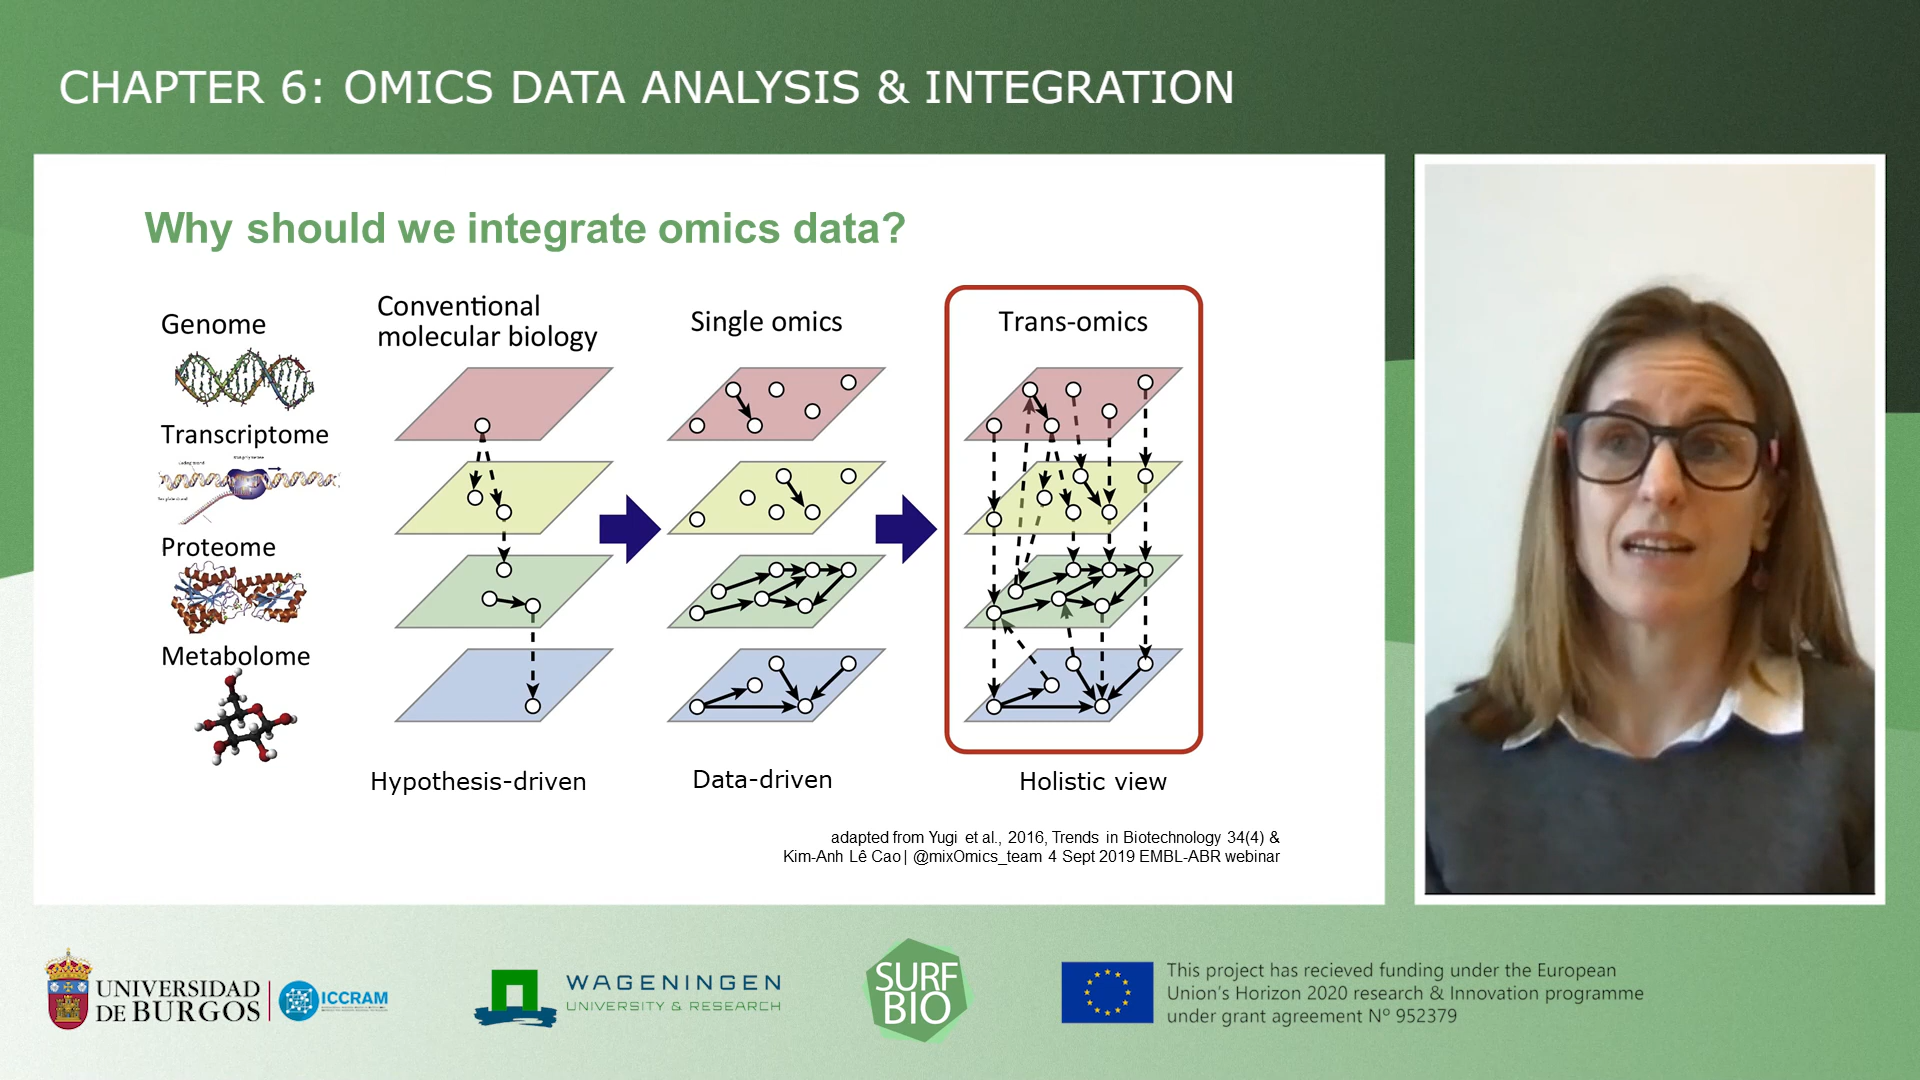 CHAPTER 6: OMICS DATA ANALYSIS & INTEGRATION
Why should we integrate omics data?
Genome
Transcriptome
Proteome
Metabolome
Conventional
molecular biology
Single omics
Trans-omics
Hypothesis-driven
Data-driven
Holistic view
adapted from Yugi et al., 2016, Trends in Biotechnology 34(4) &
Kim-Anh Lê Cao| @mixOmics_team 4 Sept 2019 EMBL-ABR webinar
UNIVERSIDAD
DE BURGOS
ICCRAM
WAGENINGEN
UNIVERSITY & RESEARCH
SURF
BIO
This project has recieved funding under the European
Union's Horizon 2020 research & Innovation programme
under grant agreement Nº 952379